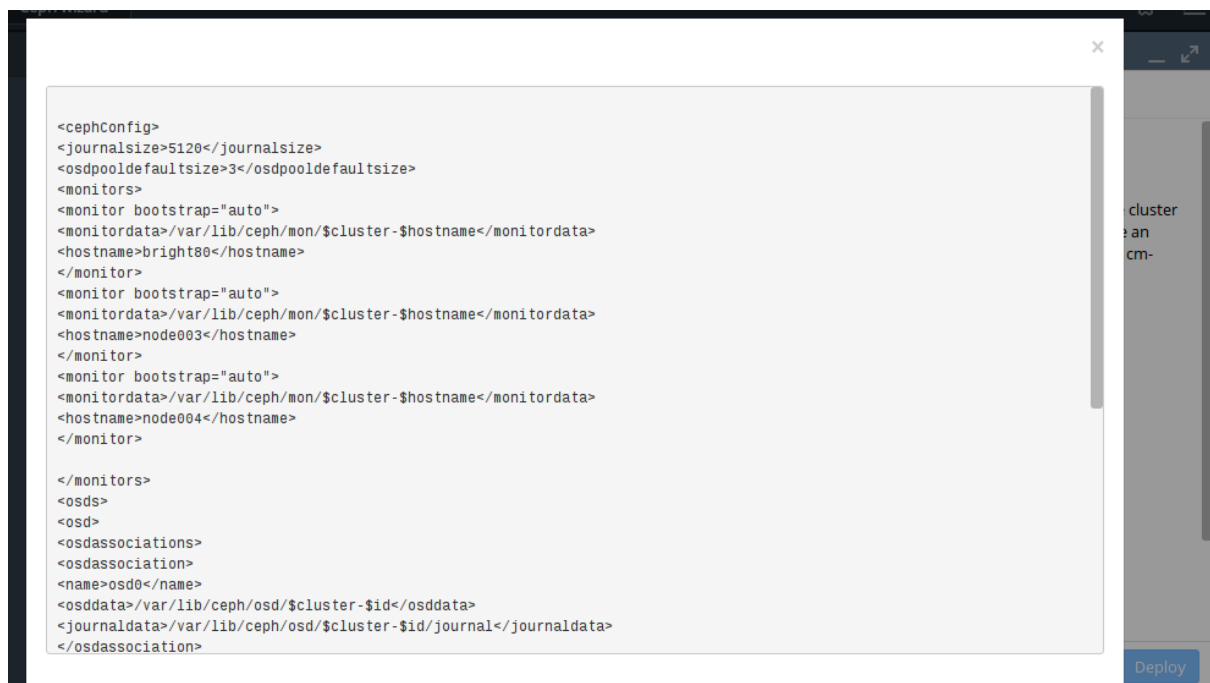 <cephConfig>
<journalsize>5120</journalsize>
<osdpooldefaultsize>3</osdpooldefaultsize>
<monitors>
<monitor bootstrap="auto">
<monitordata>/var/lib/ceph/mon/$cluster-$hostname</monitordata>
<hostname>bright80</hostname>
</monitor>
<monitor bootstrap="auto">
<monitordata>/var/lib/ceph/mon/$cluster-$hostname</monitordata>
<hostname>node003</hostname>
</monitor>
<monitor bootstrap="auto">
<monitordata>/var/lib/ceph/mon/$cluster-$hostname</monitordata>
<hostname>node004</hostname>
</monitor>
</monitors>
<osds>
<osd>
<osdassociations>
<osdassociation>
<name>osd0</name>
<osddata>/var/lib/ceph/osd/$cluster-$id</osddata>
<journaldata>/var/lib/ceph/osd/$cluster-$id/journal</journaldata>
</osdassociation>
cluster
an
cm-
Deploy